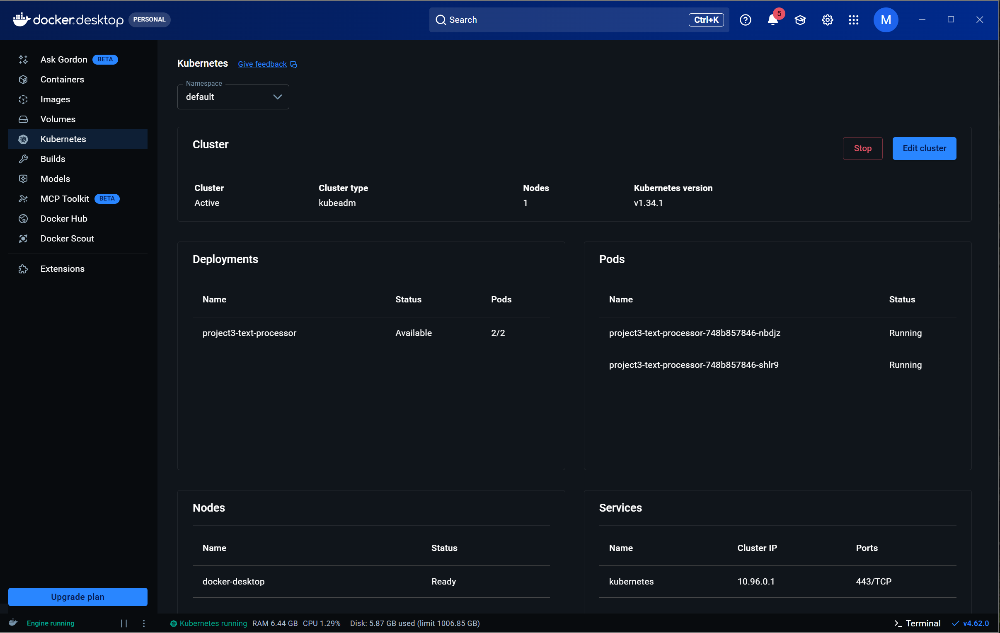 docker.desktop PERSONAL
Search Ctrl+K
5
M
Ask Gordon BETA
Containers
Images
Volumes
Kubernetes
Builds
Models
MCP Toolkit BETA
Docker Hub
Docker Scout
Extensions
Upgrade plan
Kubernetes Give feedback
Namespace
default
Cluster
Stop Edit cluster
Cluster Cluster type Nodes Kubernetes version
Active kubeadm 1 v1.34.1
Deployments
Name Status Pods
project3-text-processor Available 2/2
Pods
Name Status
project3-text-processor-748b857846-nbdjz Running
project3-text-processor-748b857846-shlr9 Running
Nodes
Name Status
docker-desktop Ready
Services
Name Cluster IP Ports
kubernetes 10.96.0.1 443/TCP
Engine running Kubernetes running RAM 6.44 GB CPU 1.29% Disk: 5.87 GB used (limit 1006.85 GB) >_ Terminal v4.62.0